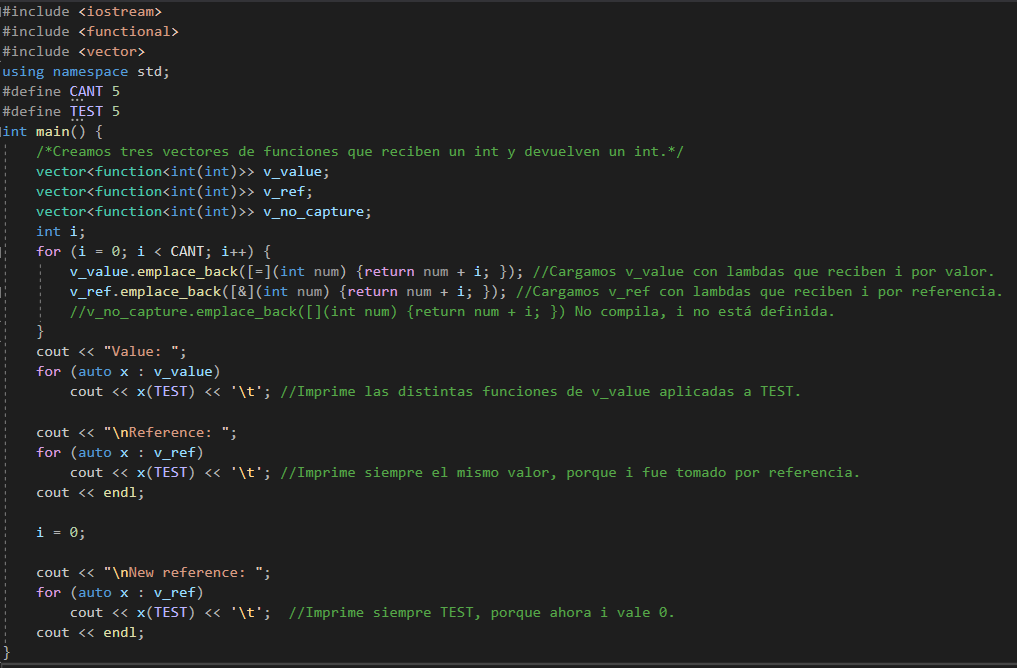 #include <iostream>
#include <functional>
#include <vector>
using namespace std;
#define CANT 5
#define TEST 5
int main() {
    /*Creamos tres vectores de funciones que reciben un int y devuelven un int.*/
    vector<function<int(int)>> v_value;
    vector<function<int(int)>> v_ref;
    vector<function<int(int)>> v_no_capture;
    int i;
    for (i = 0; i < CANT; i++) {
        v_value.emplace_back([=](int num) {return num + i; }); //Cargamos v_value con lambdas que reciben i por valor.
        v_ref.emplace_back([&](int num) {return num + i; }); //Cargamos v_ref con lambdas que reciben i por referencia.
        //v_no_capture.emplace_back([](int num) {return num + i; }) No compila, i no está definida.
    }
    cout << "Value: ";
    for (auto x : v_value)
        cout << x(TEST) << '\t'; //Imprime las distintas funciones de v_value aplicadas a TEST.

    cout << "\nReference: ";
    for (auto x : v_ref)
        cout << x(TEST) << '\t'; //Imprime siempre el mismo valor, porque i fue tomado por referencia.
    cout << endl;

    i = 0;

    cout << "\nNew reference: ";
    for (auto x : v_ref)
        cout << x(TEST) << '\t';  //Imprime siempre TEST, porque ahora i vale 0.
    cout << endl;
}